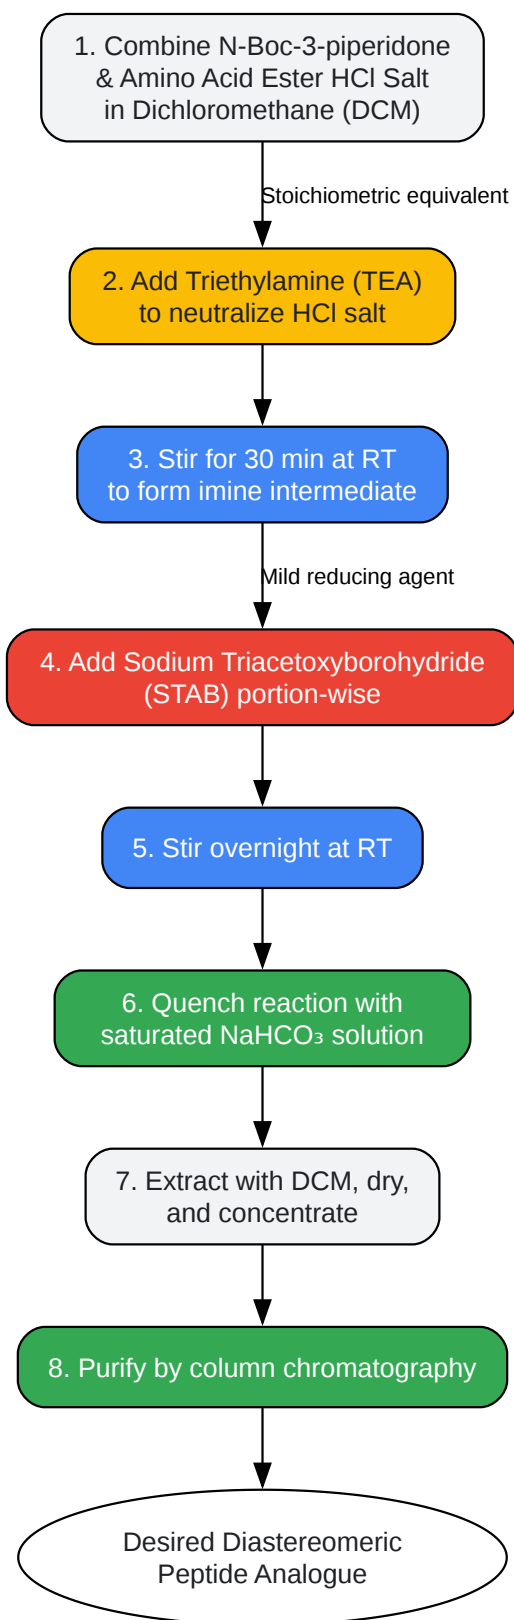 1. Combine N-Boc-3-piperidone
& Amino Acid Ester HCl Salt
in Dichloromethane (DCM)
Stoichiometric equivalent
2. Add Triethylamine (TEA)
to neutralize HCl salt
3. Stir for 30 min at RT
to form imine intermediate
Mild reducing agent
4. Add Sodium Triacetoxyborohydride
(STAB) portion-wise
5. Stir overnight at RT
6. Quench reaction with
saturated NaHCO₃ solution
7. Extract with DCM, dry,
and concentrate
8. Purify by column chromatography
Desired Diastereomeric
Peptide Analogue